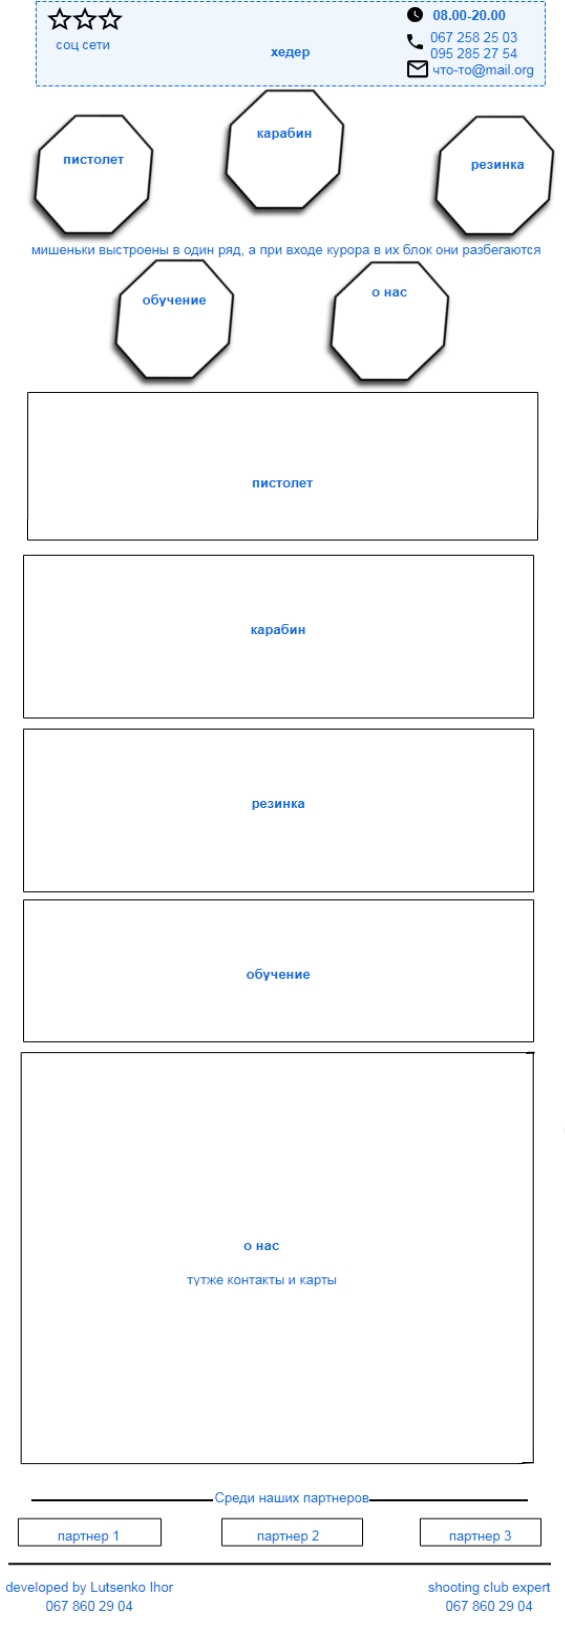 08.00-20.00
соц сети
067 258 25 03
хедер
095 285 27 54
что-то@mail.org
пистолет
карабин
резинка
мишеньки выстроены в один ряд, а при входе курора в их блок они разбегаются
обучение
о нас
пистолет
карабин
резинка
обучение
о нас
тутже контакты и карты
Среди наших партнеров
партнер 1
партнер 2
партнер 3
developed by Lutsenko Ihor
067 860 29 04
shooting club expert
067 860 29 04